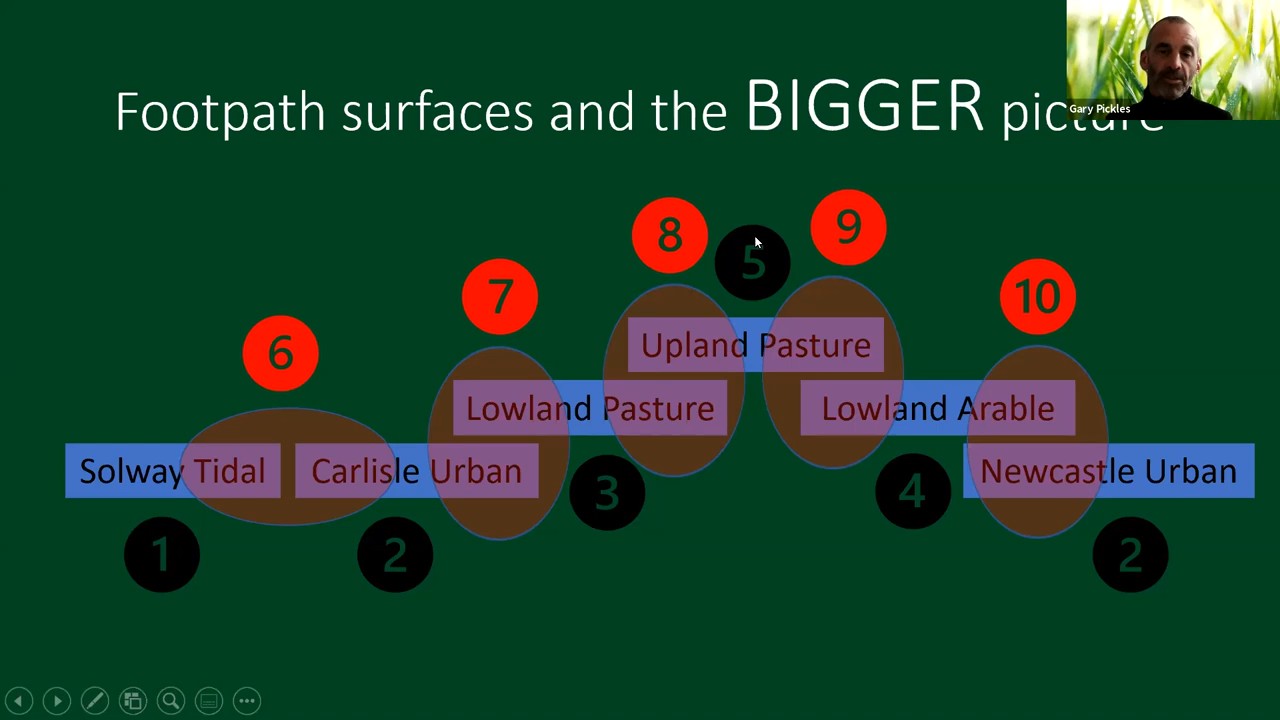 Footpath surfaces and the BIGGER picture
Gary Pickles
8
9
5
7
10
6
Upland Pasture
Lowland Pasture
Lowland Arable
Solway Tidal
Carlisle Urban
Newcastle Urban
3
4
1
2
2